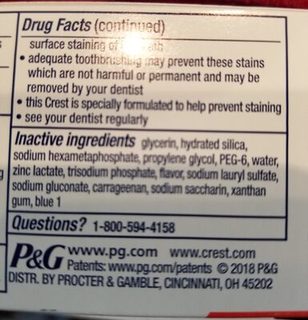 Drug Facts (continued)
surface staining of teeth
• adequate toothbrushing may prevent these stains
which are not harmful or permanent and may be
removed by your dentist
• this Crest is specially formulated to help prevent staining
• see your dentist regularly
Inactive ingredients glycerin, hydrated silica,
sodium hexametaphosphate, propylene glycol, PEG-6, water,
zinc lactate, trisodium phosphate, flavor, sodium lauryl sulfate,
sodium gluconate, carrageenan, sodium saccharin, xanthan
gum, blue 1
Questions? 1-800-594-4158
P&G www.pg.com www.crest.com
Patents: www.pg.com/patents © 2018 P&G
DISTR. BY PROCTER & GAMBLE, CINCINNATI, OH 45202